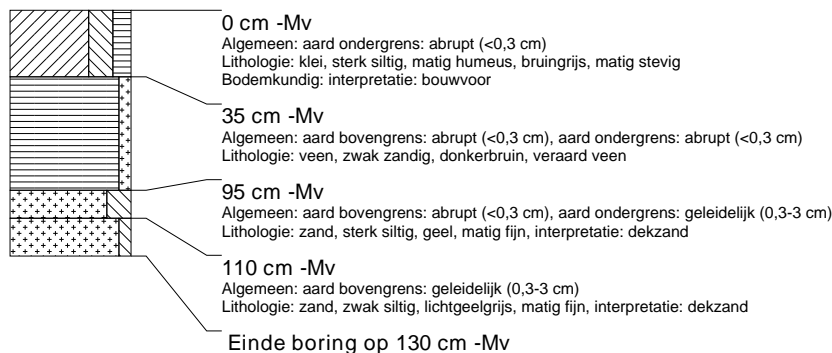 0 cm -Mv
Algemeen: aard ondergrens: abrupt (<0,3 cm)
Lithologie: klei, sterk siltig, matig humeus, bruingrijs, matig stevig
Bodemkundig: interpretatie: bouwvoor
35 cm -Mv
Algemeen: aard bovengrens: abrupt (<0,3 cm), aard ondergrens: abrupt (<0,3 cm)
Lithologie: veen, zwak zandig, donkerbruin, veraard veen
95 cm -Mv
Algemeen: aard bovengrens: abrupt (<0,3 cm), aard ondergrens: geleidelijk (0,3-3 cm)
Lithologie: zand, sterk siltig, geel, matig fijn, interpretatie: dekzand
110 cm -Mv
Algemeen: aard bovengrens: geleidelijk (0,3-3 cm)
Lithologie: zand, zwak siltig, lichtgeelgrijs, matig fijn, interpretatie: dekzand
Einde boring op 130 cm -Mv